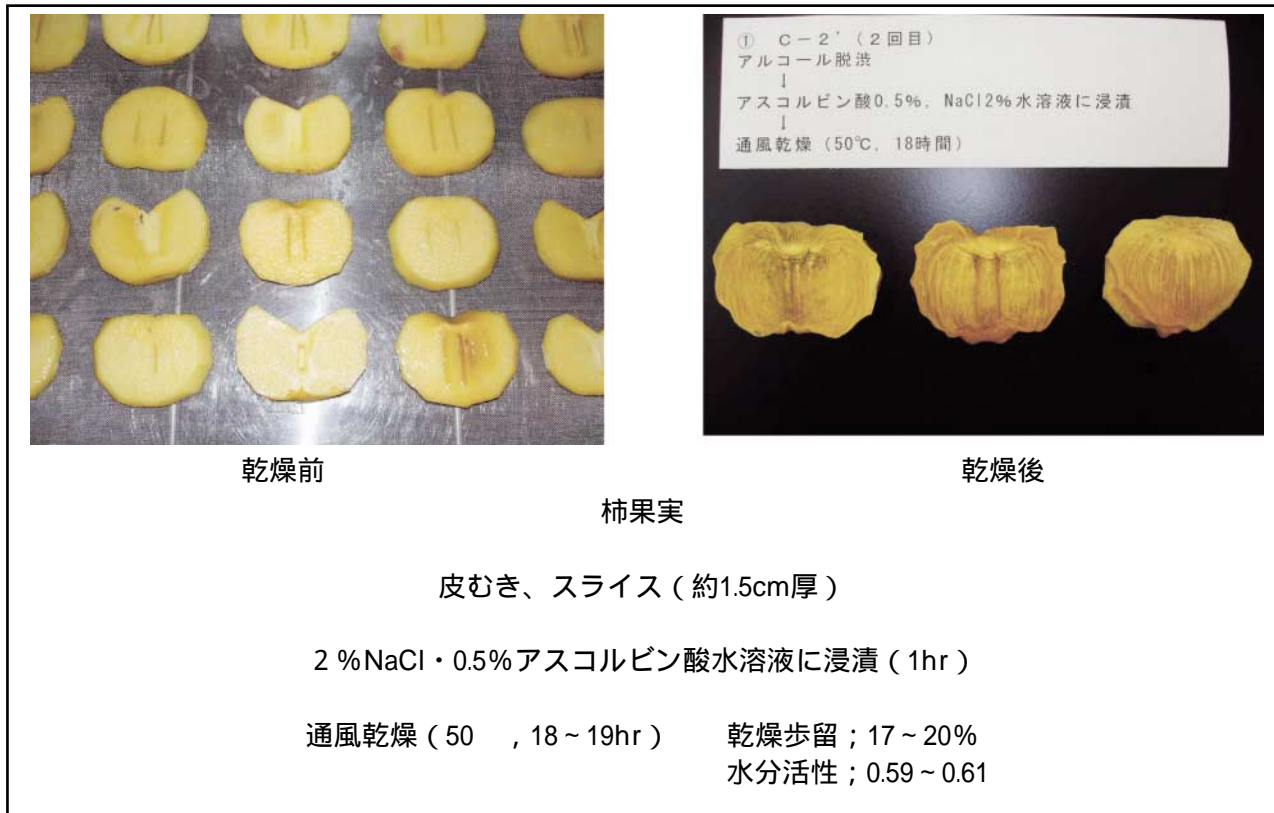 ① C-2' (2回目)
アルコール脱渋
↓
アスコルビン酸0.5%, NaCl2%水溶液に浸漬
↓
通風乾燥 (50℃, 18時間)
乾燥前
乾燥後
柿果実
皮むき、スライス（約1.5cm厚）
2%NaCl・0.5%アスコルビン酸水溶液に浸漬（1hr）
通風乾燥（50　, 18~19hr）　乾燥歩留；17~20%
水分活性；0.59~0.61